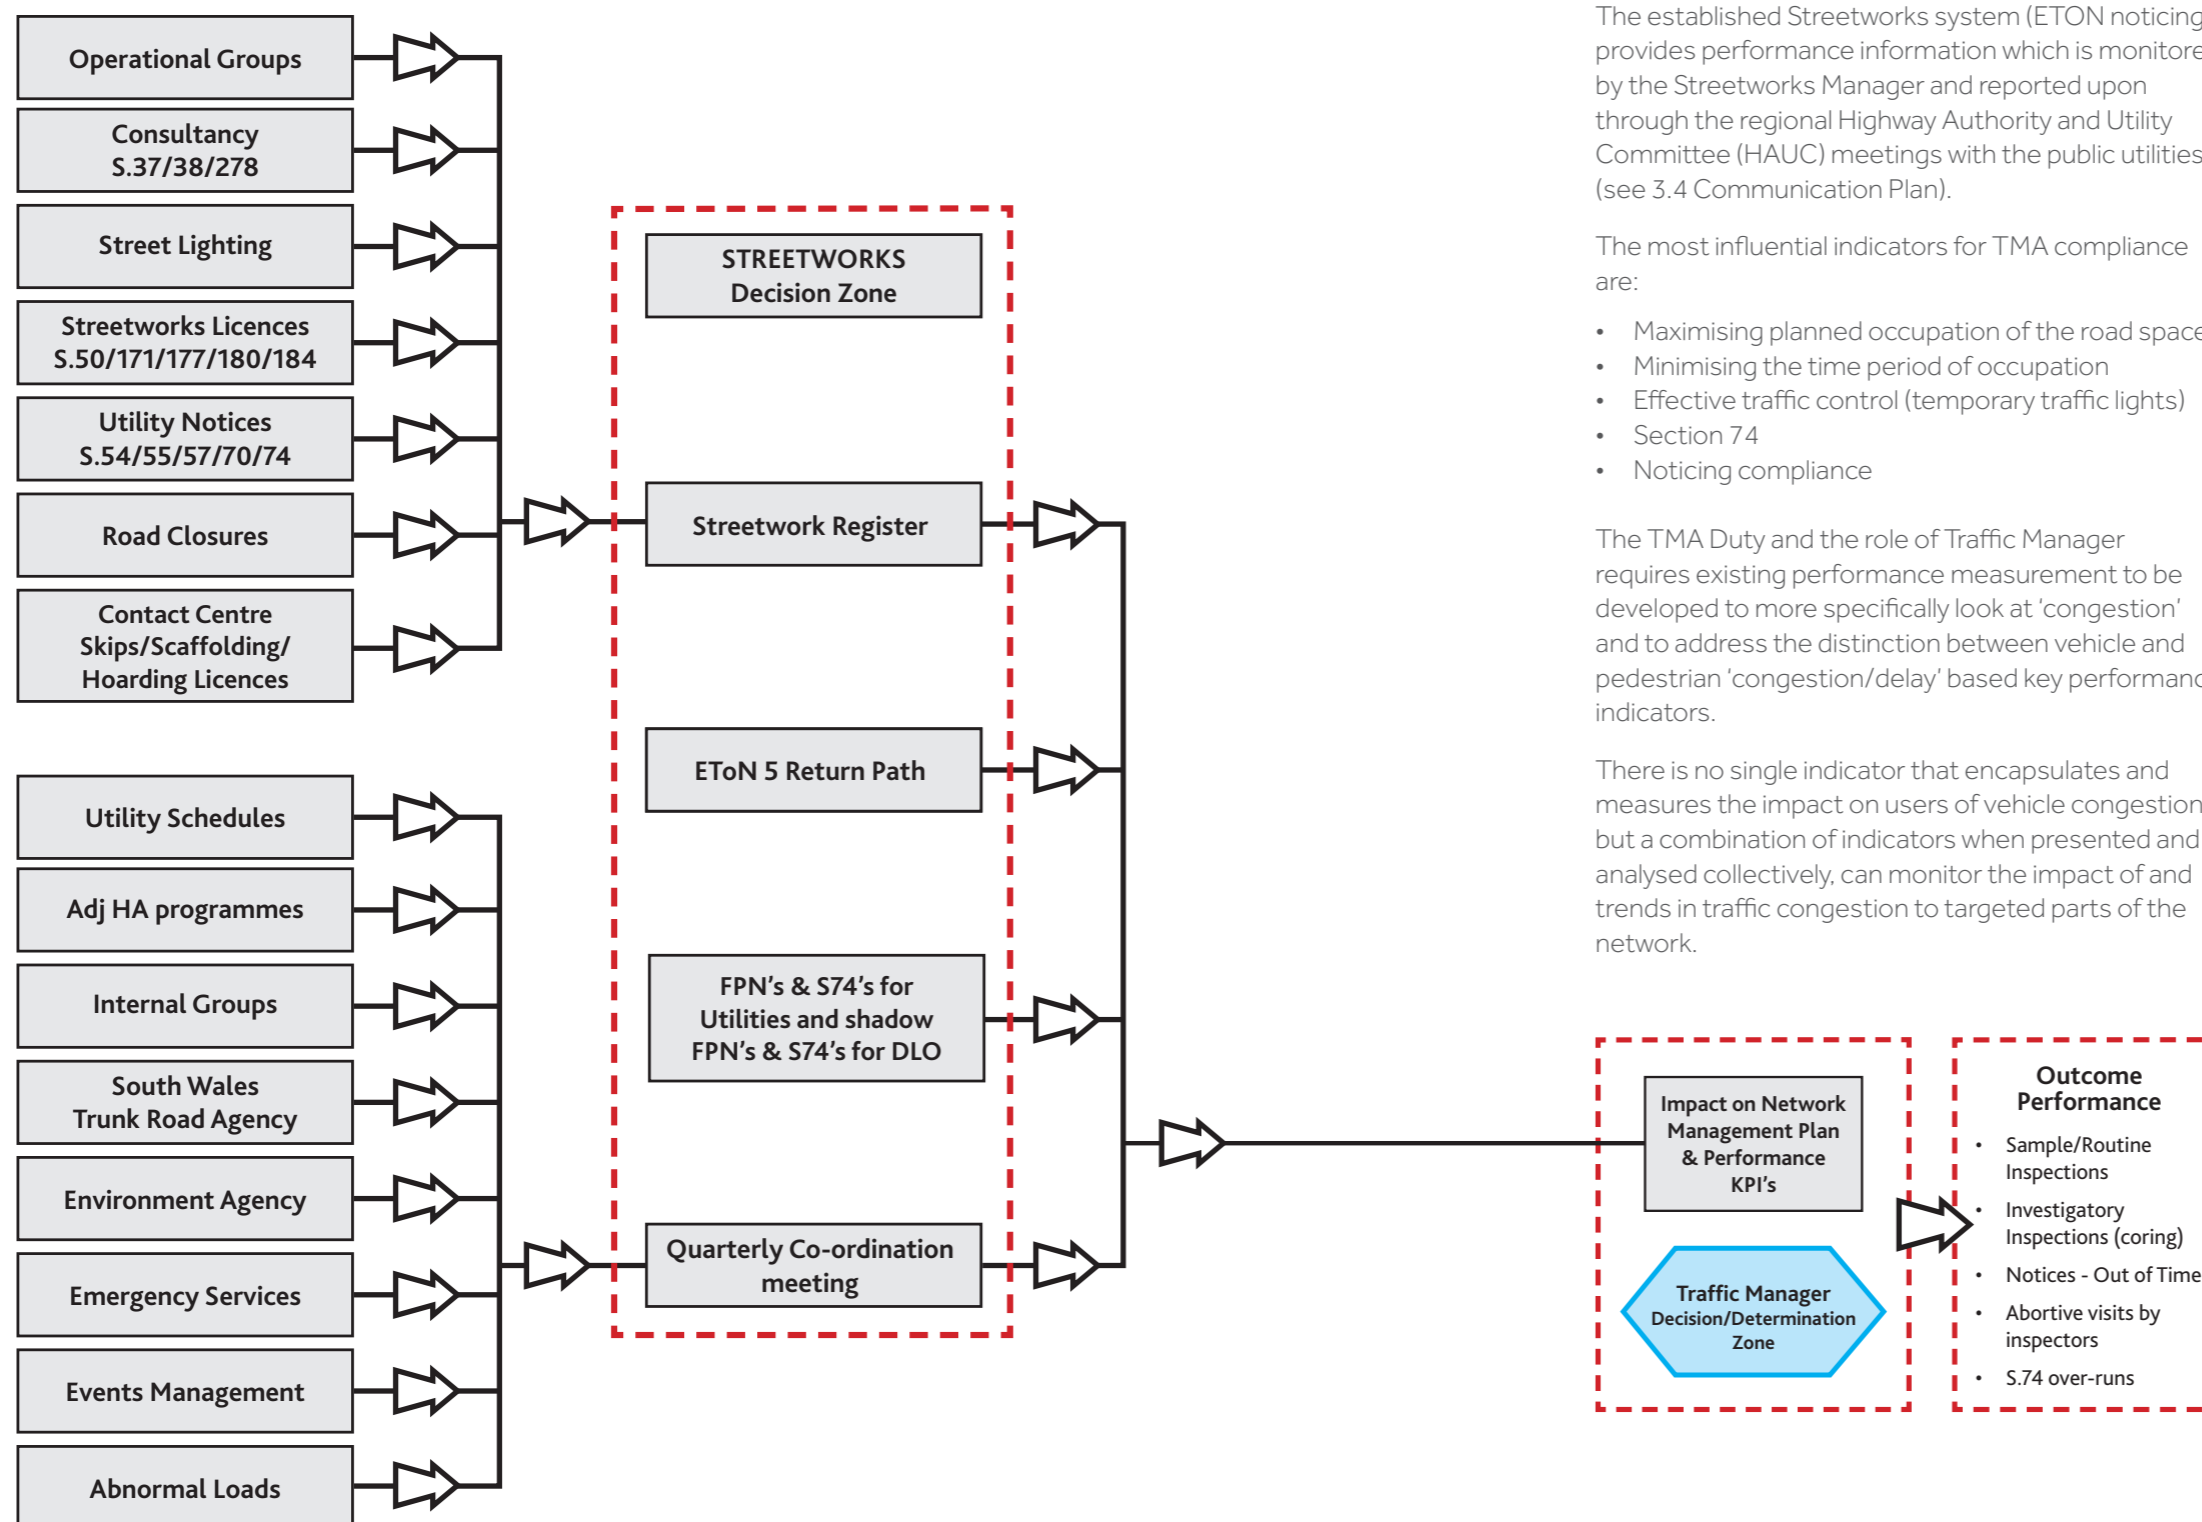 Operational Groups
Consultancy
S.37/38/278
Street Lighting
Streetworks Licences
S.50/171/177/180/184
Utility Notices
S.54/55/57/70/74
Road Closures
Contact Centre
Skips/Scaffolding/
Hoarding Licences
Utility Schedules
Adj HA programmes
Internal Groups
South Wales
Trunk Road Agency
Environment Agency
Emergency Services
Events Management
Abnormal Loads
STREETWORKS
Decision Zone
Streetwork Register
EToN 5 Return Path
FPN's & S74's for
Utilities and shadow
FPN's & S74's for DLO
Quarterly Co-ordination
meeting
The established Streetworks system (ETON noticing
provides performance information which is monitore
by the Streetworks Manager and reported upon
through the regional Highway Authority and Utility
Committee (HAUC) meetings with the public utilities
(see 3.4 Communication Plan).
The most influential indicators for TMA compliance
are:
• Maximising planned occupation of the road space
• Minimising the time period of occupation
• Effective traffic control (temporary traffic lights)
• Section 74
• Noticing compliance
The TMA Duty and the role of Traffic Manager
requires existing performance measurement to be
developed to more specifically look at 'congestion'
and to address the distinction between vehicle and
pedestrian 'congestion/delay' based key performanc
indicators.
There is no single indicator that encapsulates and
measures the impact on users of vehicle congestion
but a combination of indicators when presented and
analysed collectively, can monitor the impact of and
trends in traffic congestion to targeted parts of the
network.
Impact on Network
Management Plan
& Performance
KPI's
Traffic Manager
Decision/Determination
Zone
Outcome
Performance
• Sample/Routine
Inspections
• Investigatory
Inspections (coring)
• Notices - Out of Time
• Abortive visits by
inspectors
• S.74 over-runs